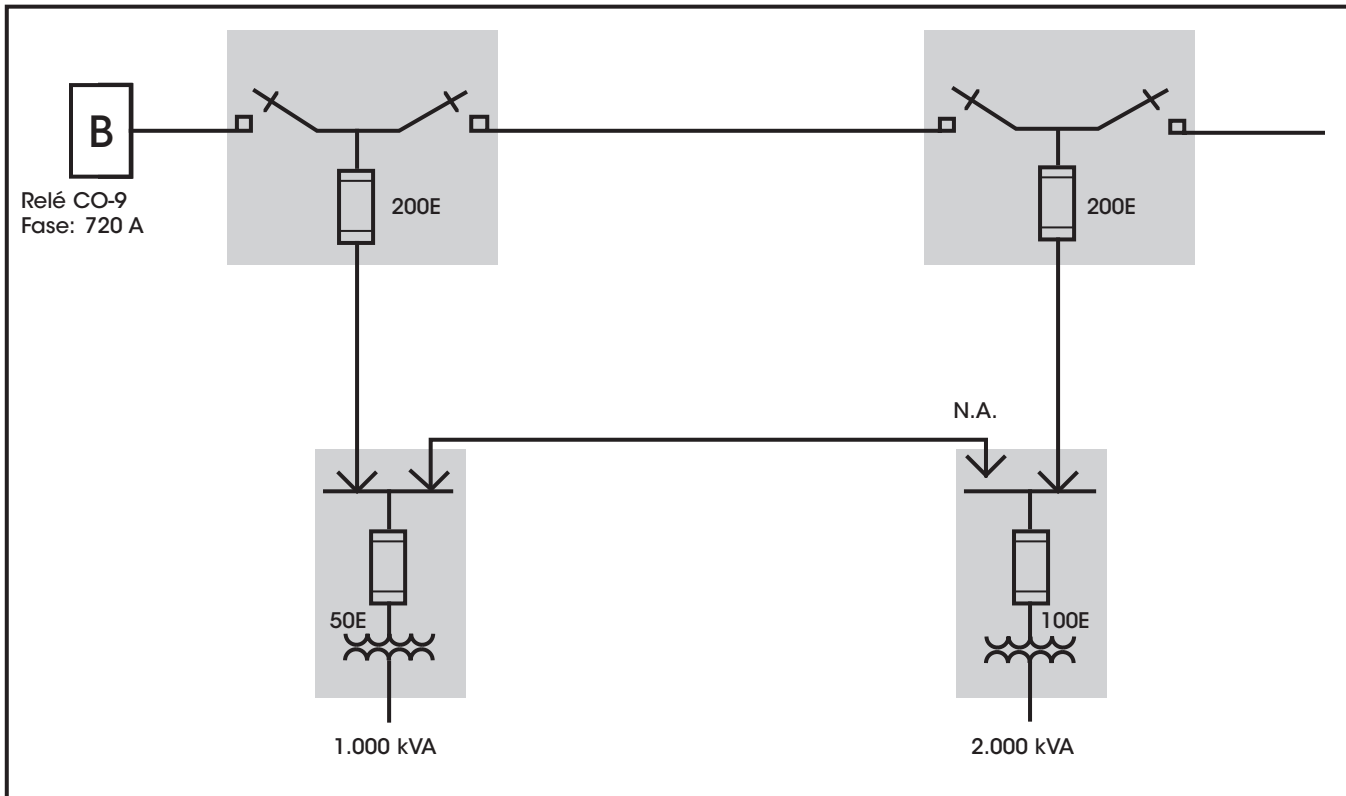 B
Relé CO-9
Fase: 720 A
200E
200E
N.A.
50E
100E
1.000 kVA
2.000 kVA